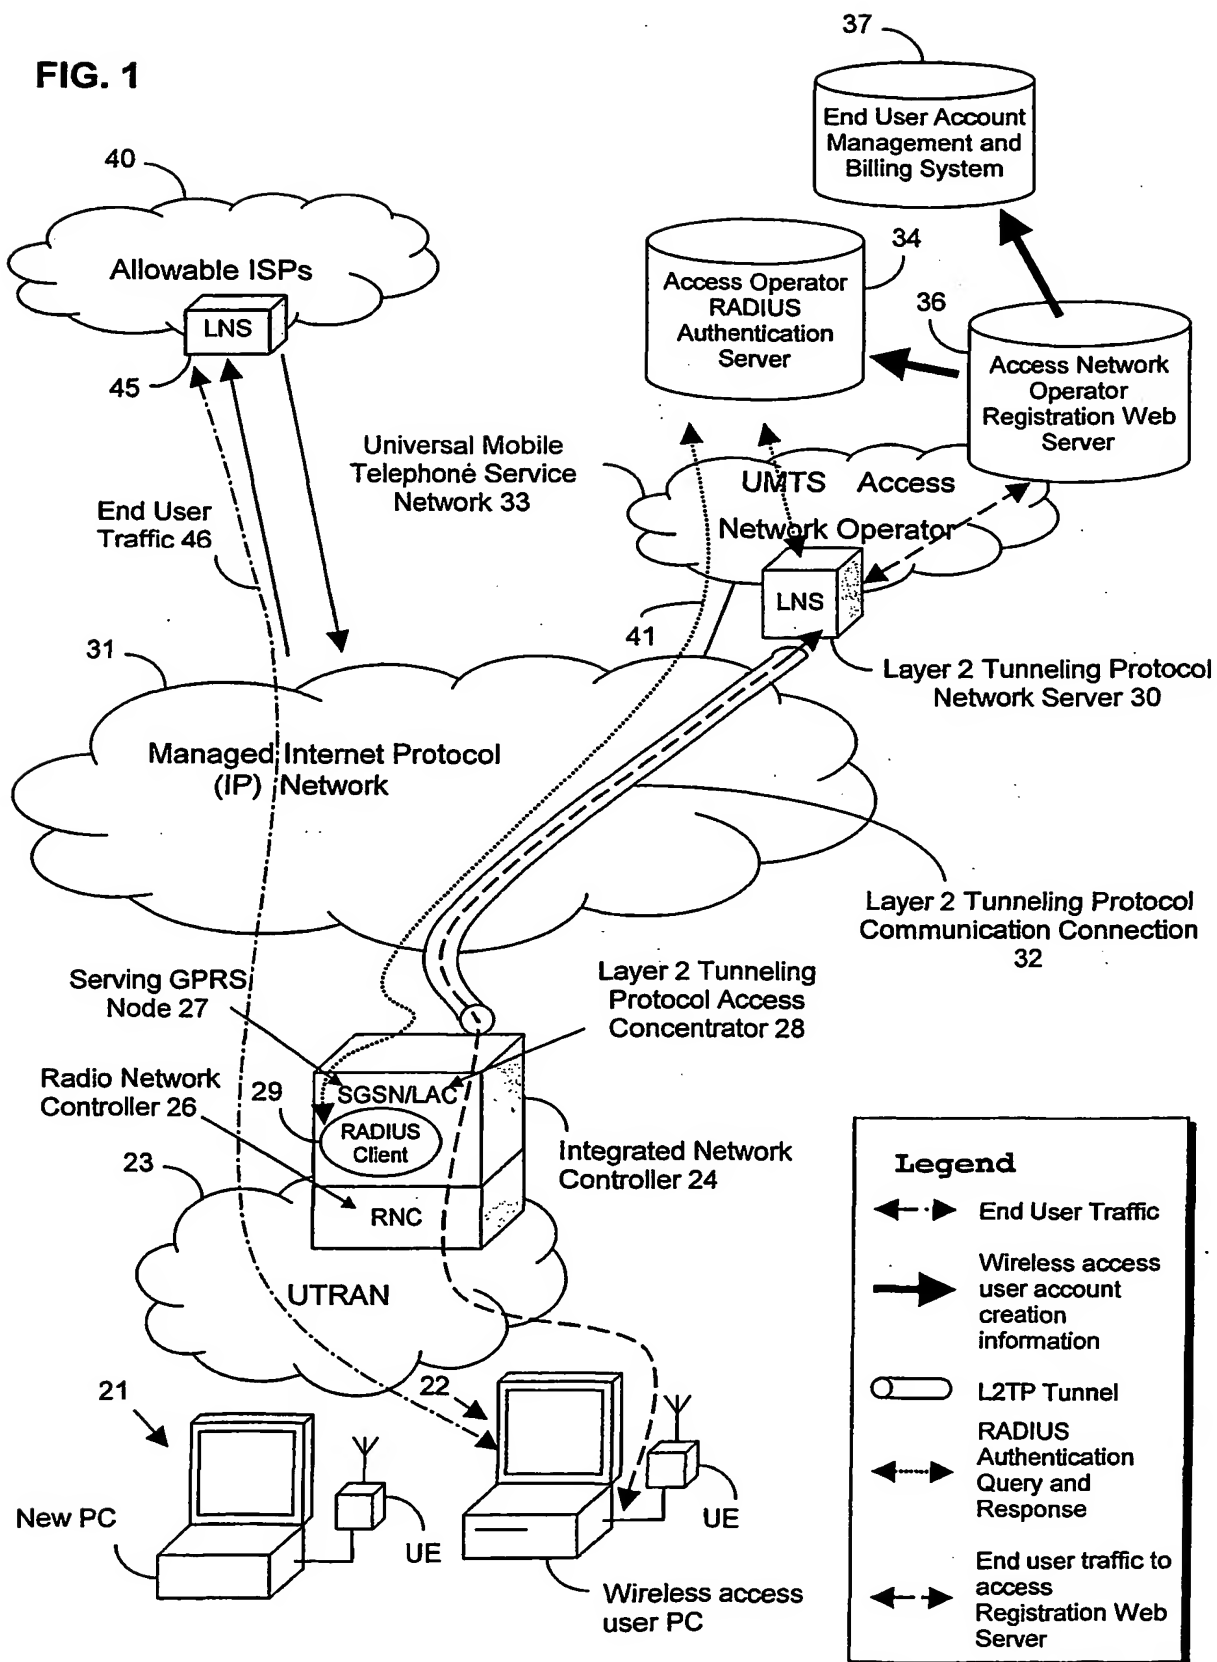 FIG. 1
37
End User Account
Management and
Billing System
40
Allowable ISPs
LNS
45
34
Access Operator
RADIUS
Authentication
Server
36
Access Network
Operator
Registration Web
Server
Universal Mobile
Telephone Service
Network 33
UMTS Access
Network Operator
LNS
End User
Traffic 46
41
31
Layer 2 Tunneling Protocol
Network Server 30
Managed Internet Protocol
(IP) Network
Layer 2 Tunneling Protocol
Communication Connection
32
Serving GPRS
Node 27
Layer 2 Tunneling
Protocol Access
Concentrator 28
Radio Network
Controller 26
29
SGSN/LAC
RADIUS
Client
Integrated Network
Controller 24
23
RNC
UTRAN
21
22
New PC
UE
UE
Wireless access
user PC
Legend
End User Traffic
Wireless access
user account
creation
information
L2TP Tunnel
RADIUS
Authentication
Query and
Response
End user traffic to
access
Registration Web
Server